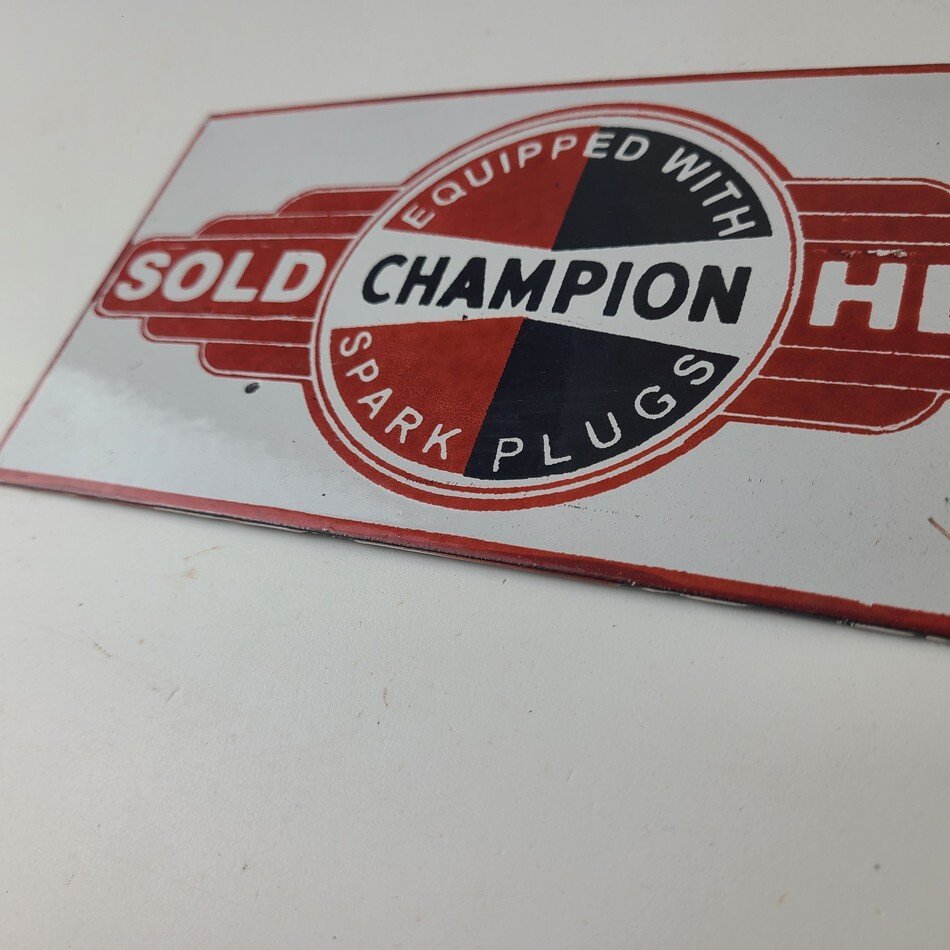 EQUIPPED WITH
SOLD CHAMPION
SPARK PLUGS